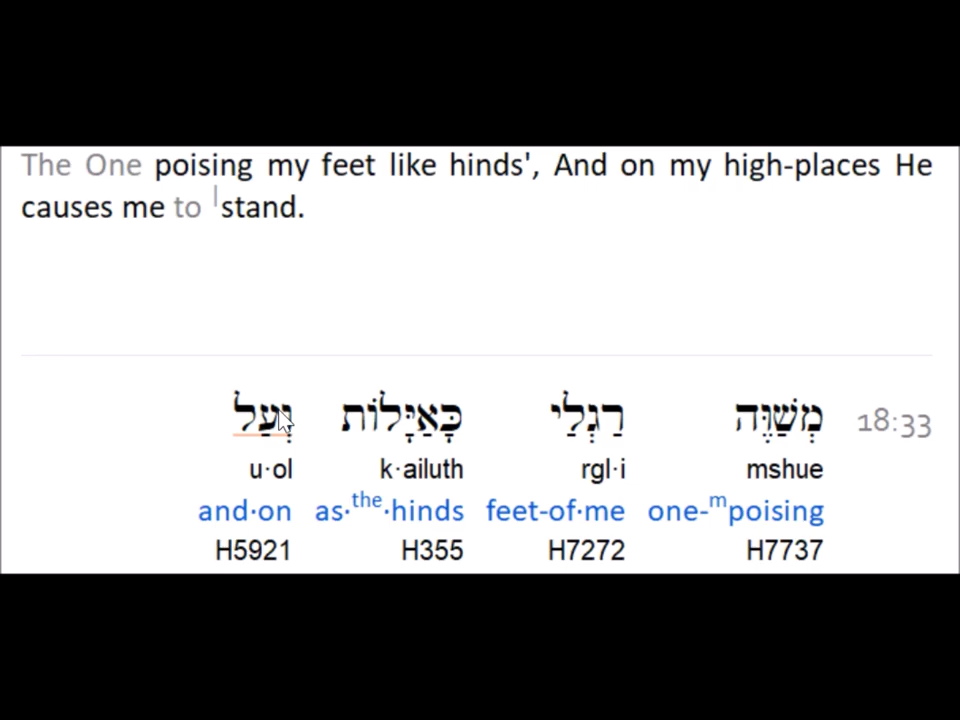 The One poising my feet like hinds', And on my high-places He
causes me to |stand.
18:33 מְשַׁוֶּה רַגְלַי כָּאַיָּלוֹת וְעַל
u·ol k·ailuth rgl·i mshue
and·on as·the·hinds feet-of·me one-mpoising
H5921 H355 H7272 H7737